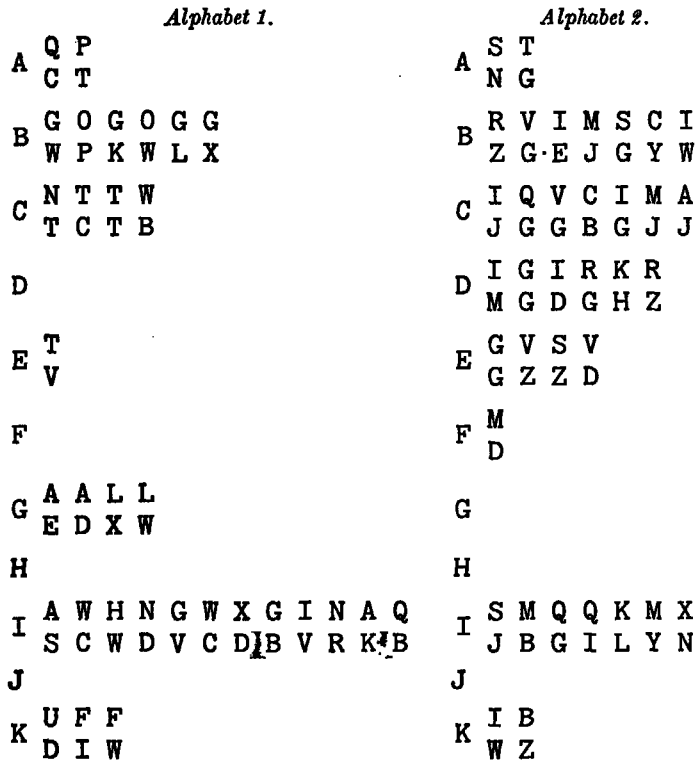 Alphabet 1.
A
Q P
C T
B
G O G O G G
W P K W L X
C
N T T W
T C T B
D
E
T
V
F
G
A A L L
E D X W
H
I
A W H N G W X G I N A Q
S C W D V C D B V R K B
J
K
U F F
D I W
Alphabet 2.
A
S T
N G
B
R V I M S C I
Z G E J G Y W
C
I Q V C I M A
J G G B G J J
D
I G I R K R
M G D G H Z
E
G V S V
G Z Z D
F
M
D
G
H
I
S M Q Q K M X
J B G I L Y N
J
K
I B
W Z